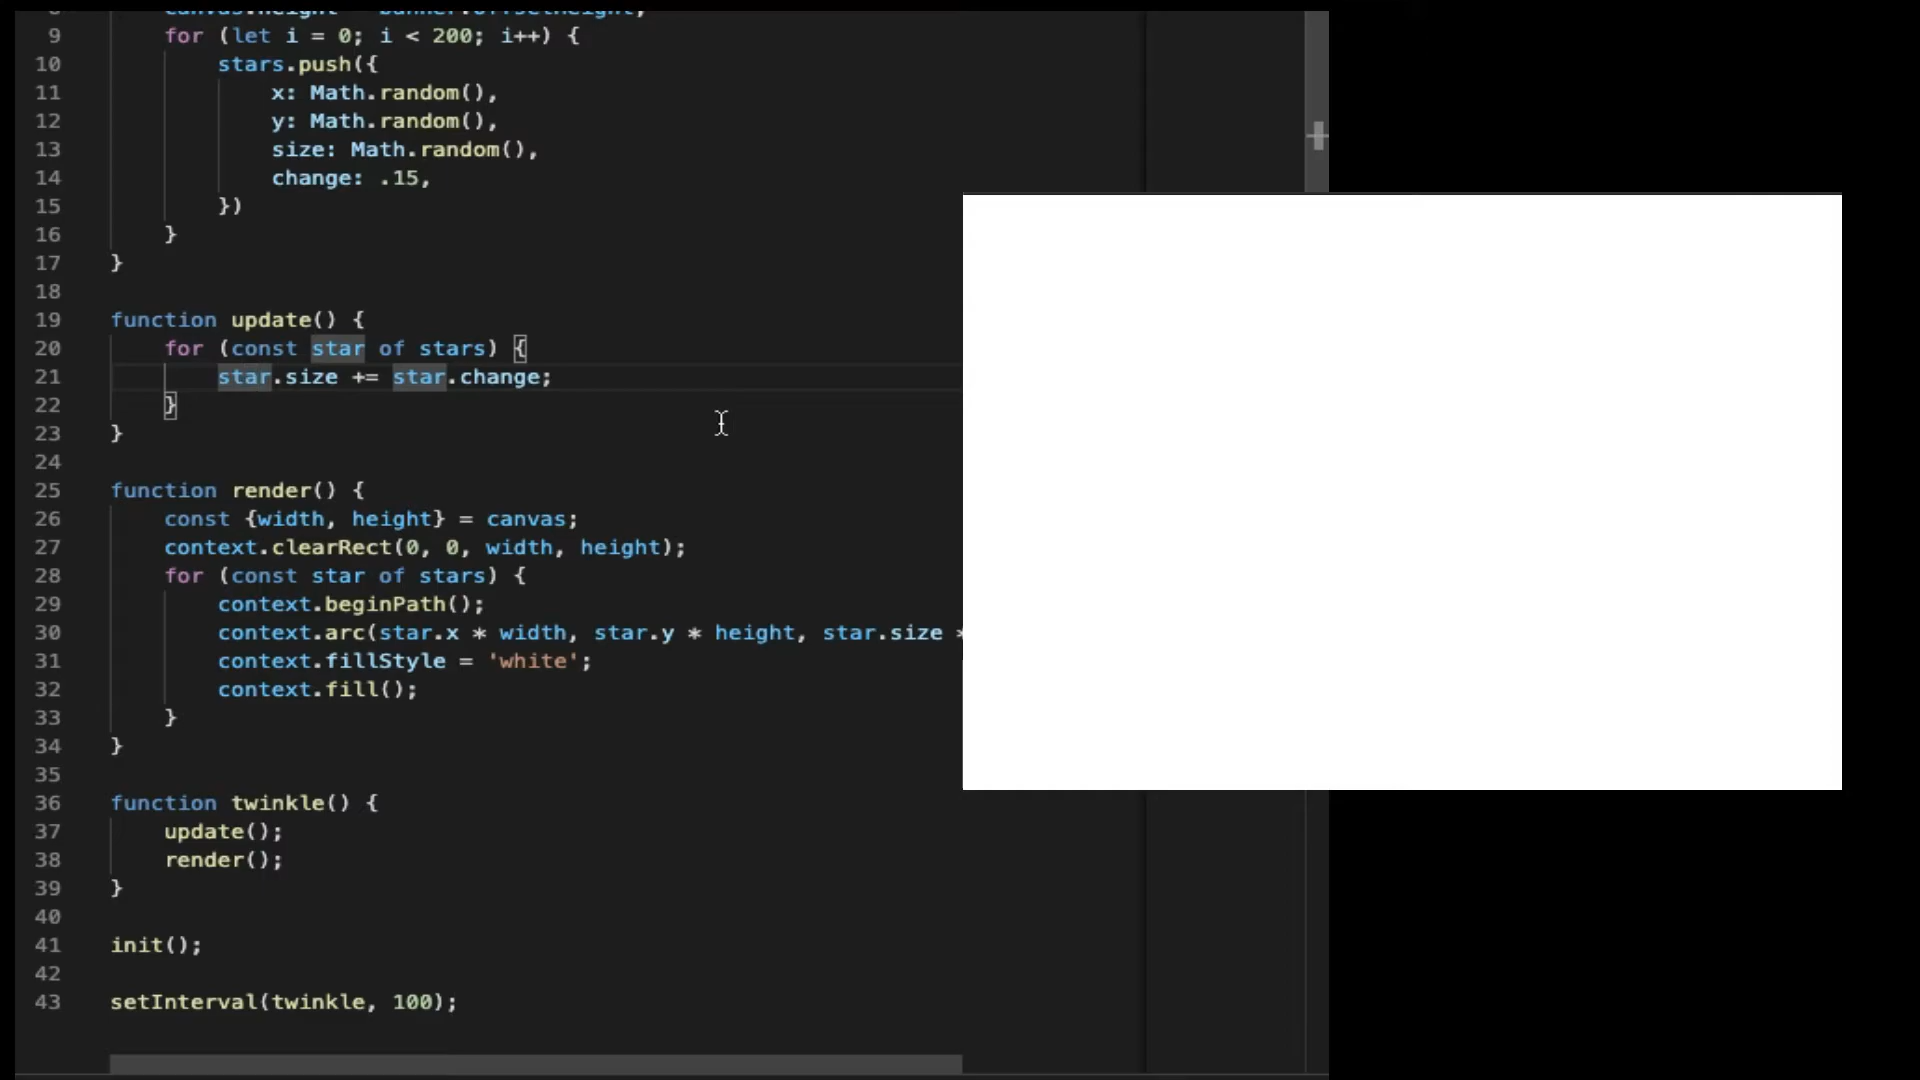 9 for (let i = 0; i < 200; i++) {
10 stars.push({
11 x: Math.random(),
12 y: Math.random(),
13 size: Math.random(),
14 change: .15,
15 })
16 }
17 }
18
19 function update() {
20 for (const star of stars) {
21 star.size += star.change;
22 }
23 }
24
25 function render() {
26 const {width, height} = canvas;
27 context.clearRect(0, 0, width, height);
28 for (const star of stars) {
29 context.beginPath();
30 context.arc(star.x * width, star.y * height, star.size *
31 context.fillStyle = 'white';
32 context.fill();
33 }
34 }
35
36 function twinkle() {
37 update();
38 render();
39 }
40
41 init();
42
43 setInterval(twinkle, 100);